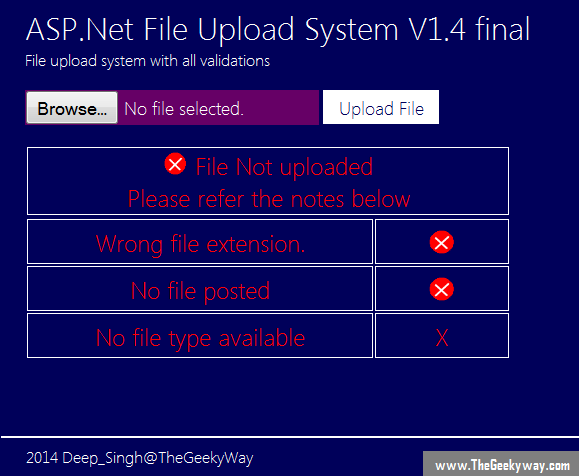 ASP.Net File Upload System V1.4 final
File upload system with all validations
Browse... No file selected. Upload File
File Not uploaded
Please refer the notes below
Wrong file extension.
No file posted
No file type available X
2014 Deep_Singh@TheGeekyWay
www.TheGeekyway.com